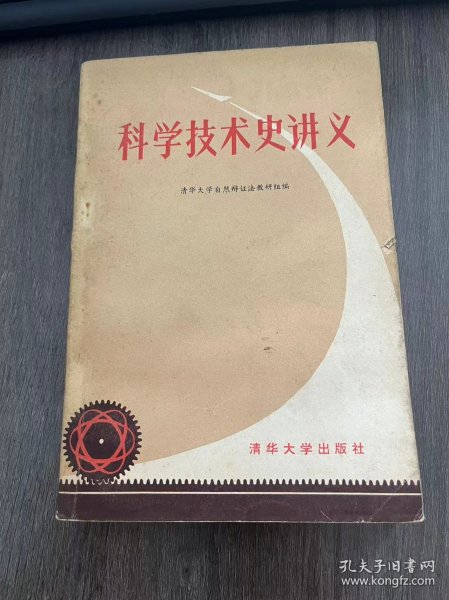 科学技术史讲义
清华大学自然辩证法教研组编
清华大学出版社
孔夫子旧书网
www.kongfz.com